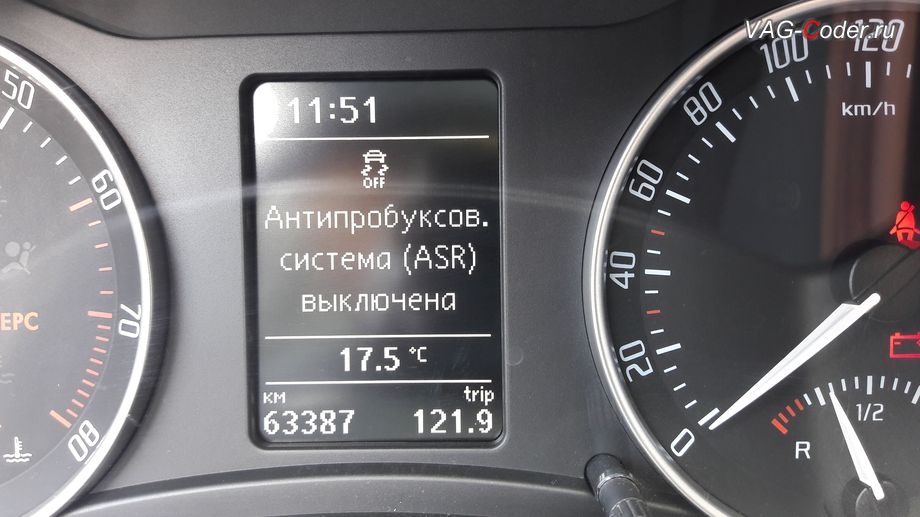 VAG-Coder.ru
50
60
70
80
EPC
11:51
OFF
Антипробуксов.
система (ASR)
выключена
17.5 °C
км trip
63387 121.9
0
20
40
60
80
100
120
km/h
R
1/2